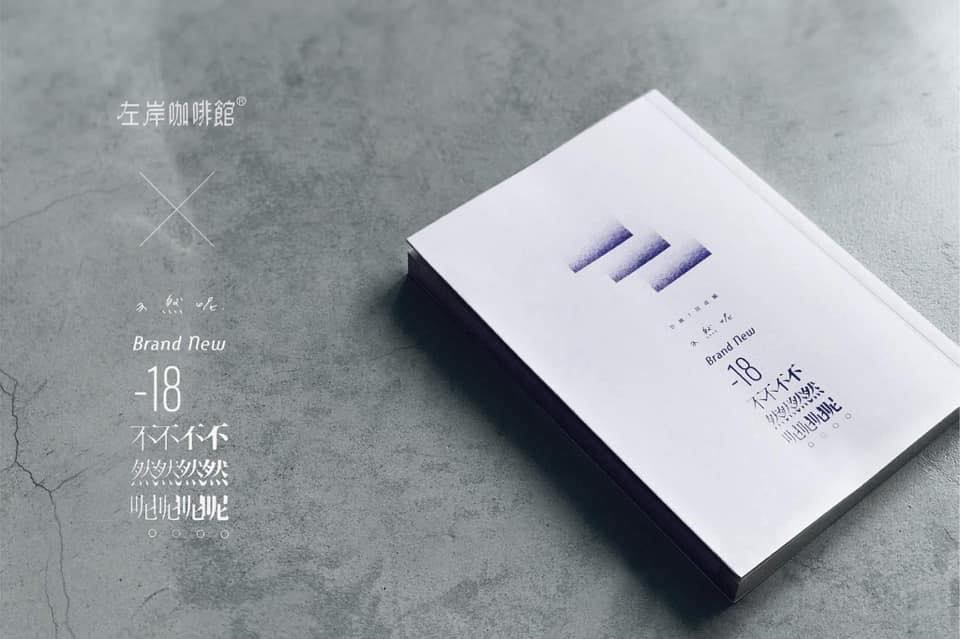 左岸咖啡館®
×
不 然 呢
Brand New
-18
不不不不
然然然然
呢呢呢呢
○ ○ ○ ○
不 然 呢
Brand New
-18
不不不不
然然然然
呢呢呢呢
○ ○ ○ ○